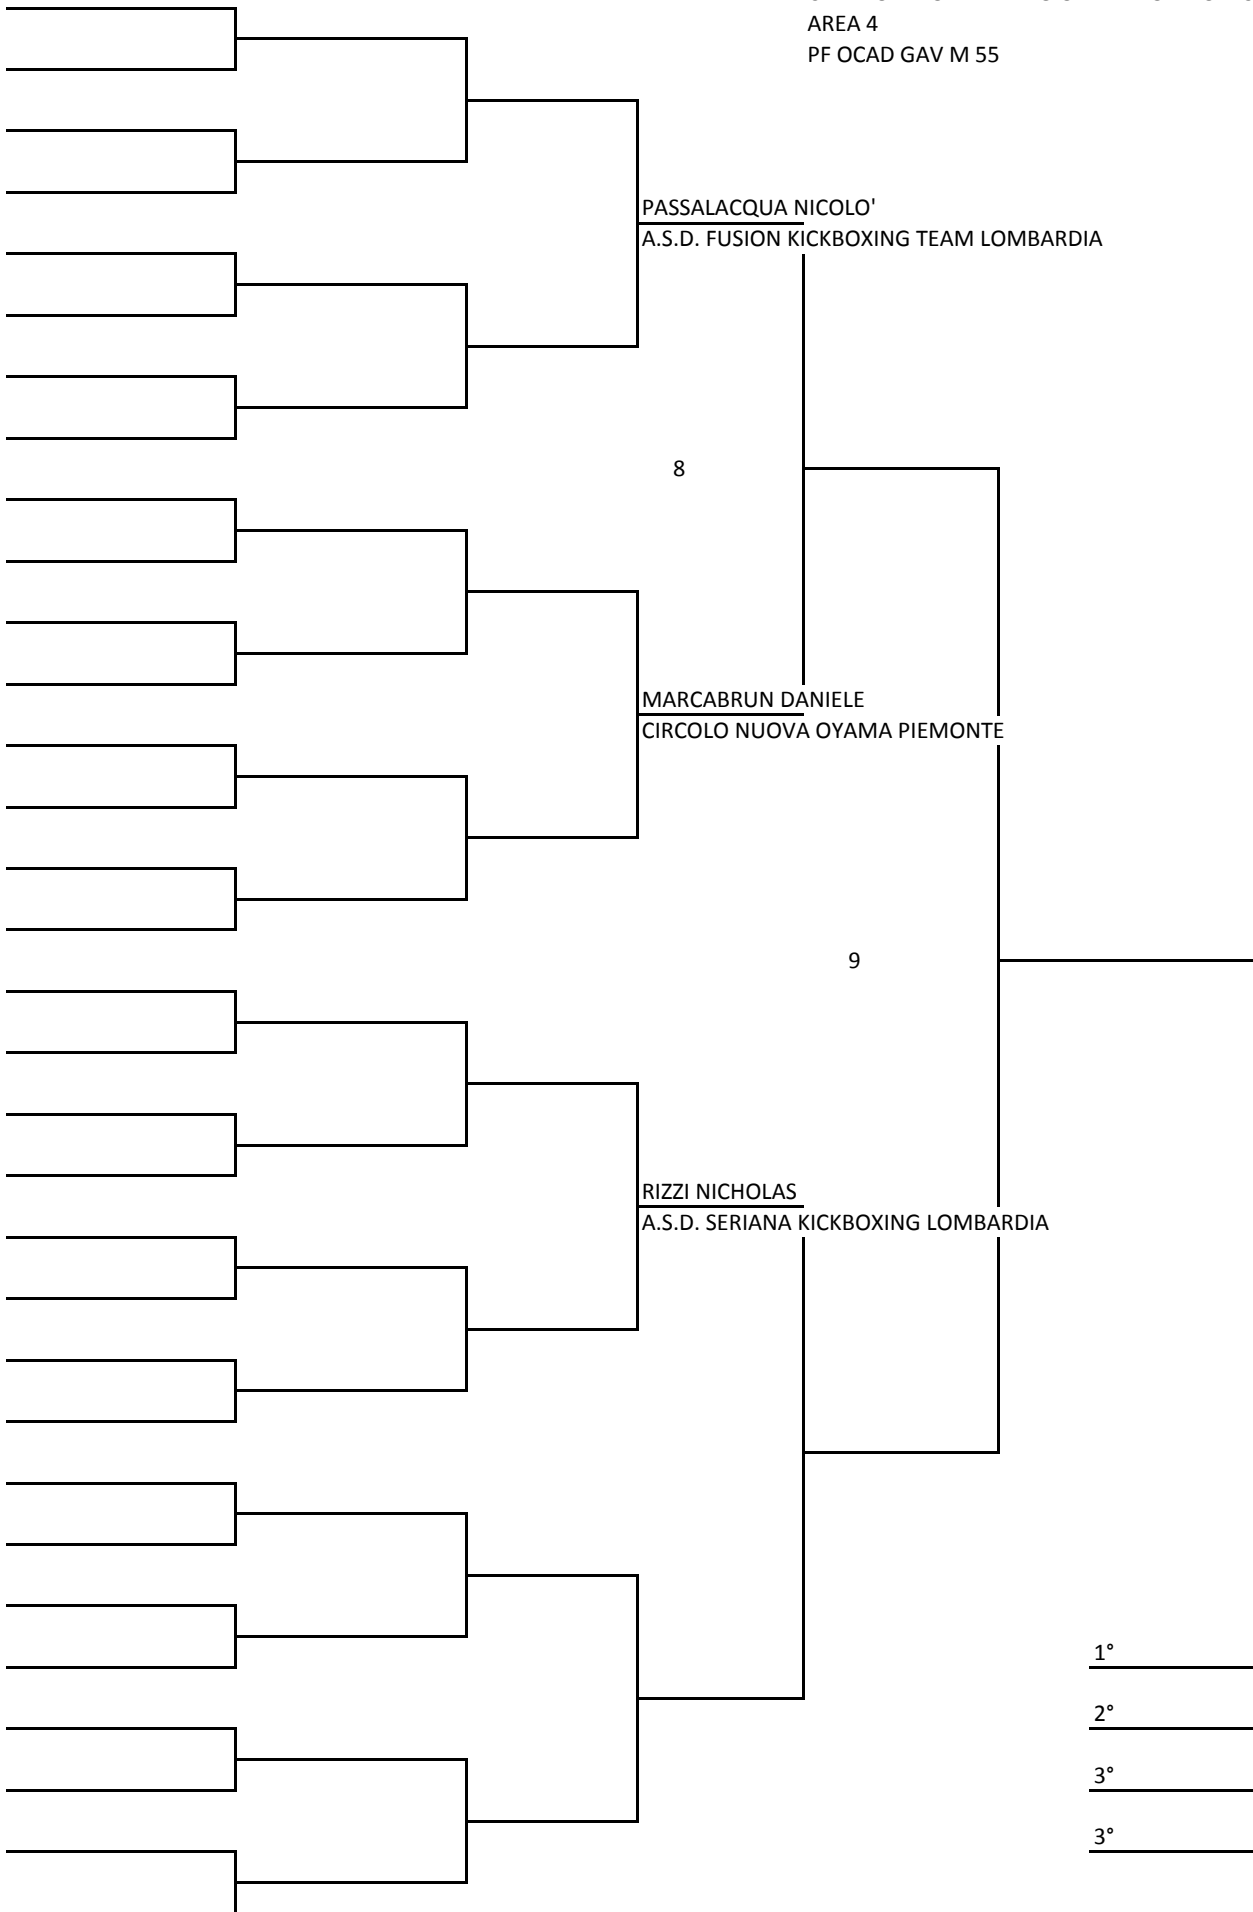 AREA 4
PF OCAD GAV M 55
PASSALACQUA NICOLO'
A.S.D. FUSION KICKBOXING TEAM LOMBARDIA
8
MARCABRUN DANIELE
CIRCOLO NUOVA OYAMA PIEMONTE
9
RIZZI NICHOLAS
A.S.D. SERIANA KICKBOXING LOMBARDIA
1°
2°
3°
3°